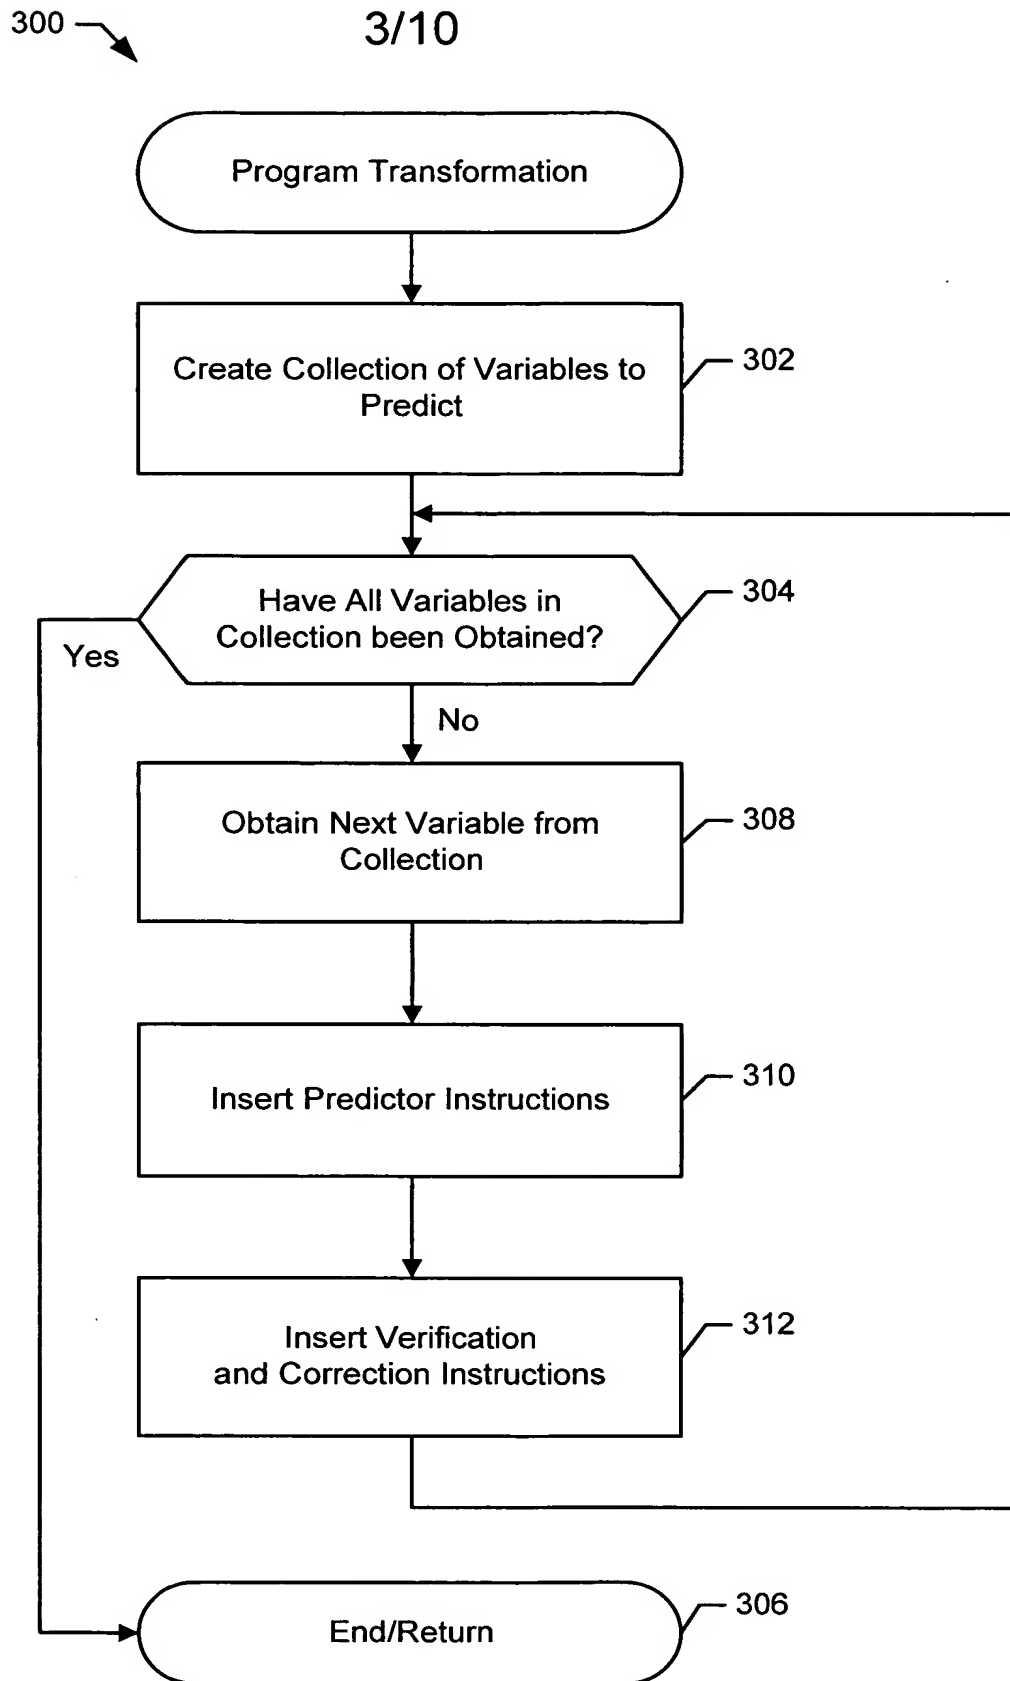 300
3/10
Program Transformation
Create Collection of Variables to
Predict
302
Have All Variables in
Collection been Obtained?
304
Yes
No
Obtain Next Variable from
Collection
308
Insert Predictor Instructions
310
Insert Verification
and Correction Instructions
312
End/Return
306